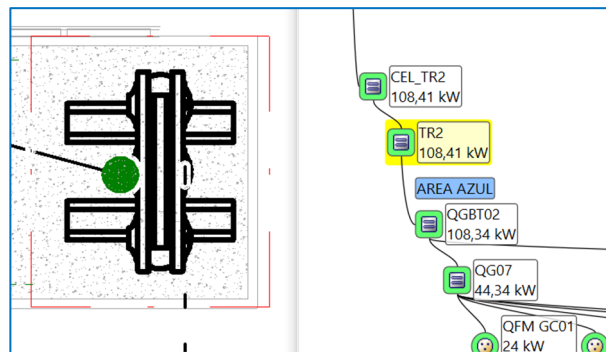 CEL_TR2
108,41 kW
TR2
108,41 kW
AREA AZUL
QGBT02
108,34 kW
QG07
44,34 kW
QFM GC01
24 kW